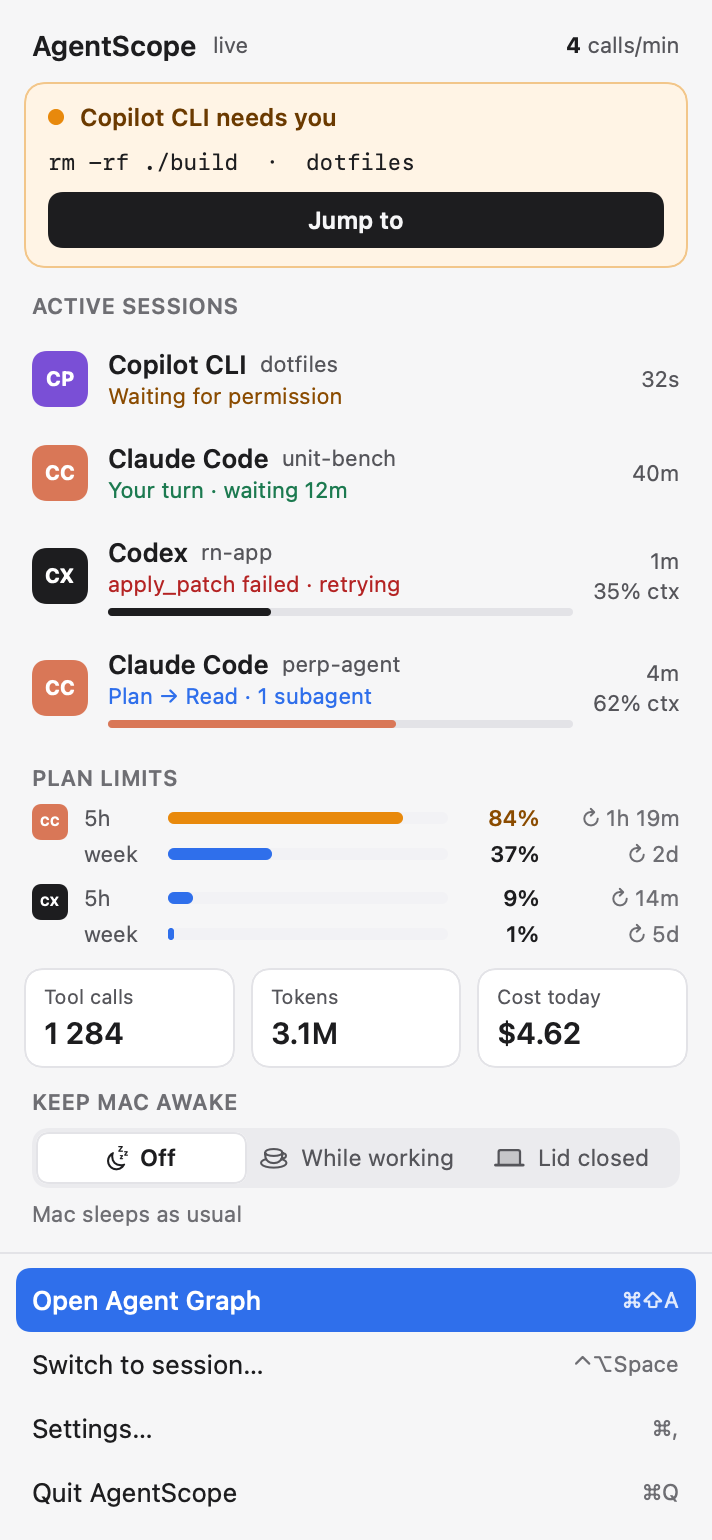 AgentScope live 4 calls/min
Copilot CLI needs you
rm -rf ./build · dotfiles
Jump to
ACTIVE SESSIONS
CP Copilot CLI dotfiles 32s
Waiting for permission
CC Claude Code unit-bench 40m
Your turn · waiting 12m
CX Codex rn-app 1m
apply_patch failed · retrying 35% ctx
CC Claude Code perp-agent 4m
Plan → Read · 1 subagent 62% ctx
PLAN LIMITS
CC 5h 84% ↻ 1h 19m
week 37% ↻ 2d
CX 5h 9% ↻ 14m
week 1% ↻ 5d
Tool calls Tokens Cost today
1 284 3.1M $4.62
KEEP MAC AWAKE
Off While working Lid closed
Mac sleeps as usual
Open Agent Graph ⌘⇧A
Switch to session... ^⌥Space
Settings... ⌘,
Quit AgentScope ⌘Q